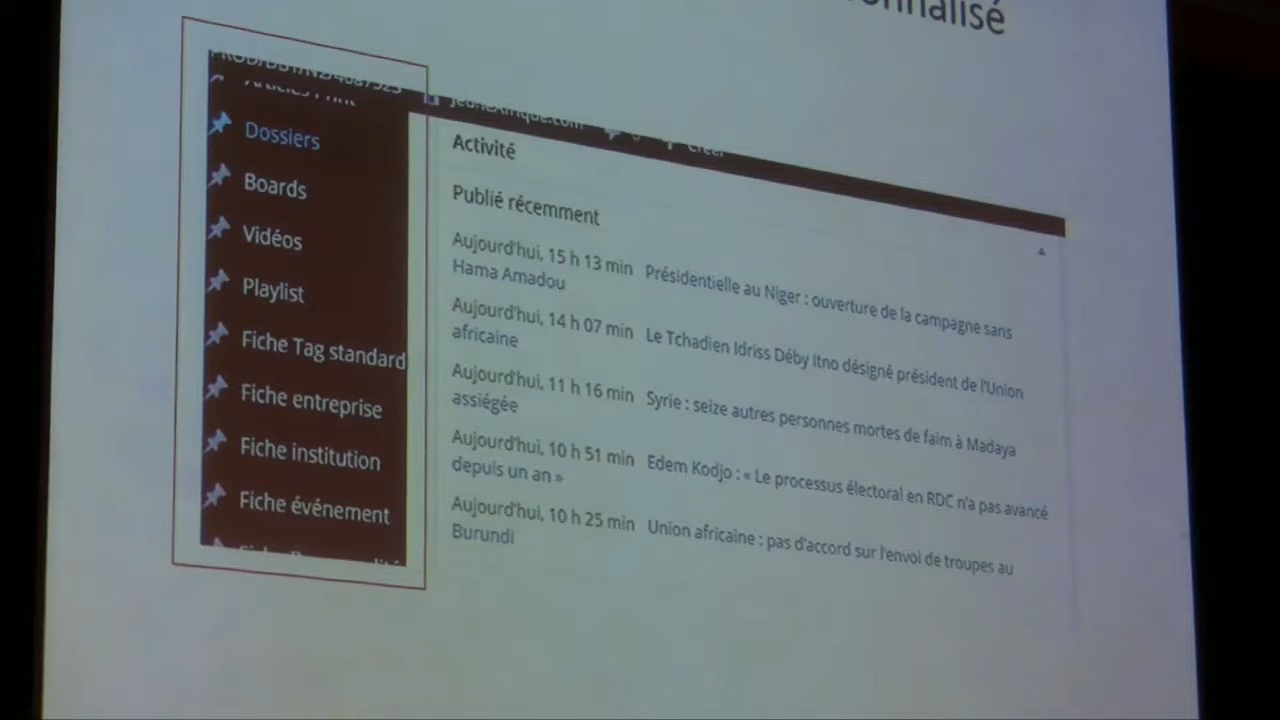 Dossiers
Boards
Vidéos
Playlist
Fiche Tag standard
Fiche entreprise
Fiche institution
Fiche événement
jeuneafrique.com
Créer
Activité
Publié récemment
Aujourd'hui, 15 h 13 min Présidentielle au Niger : ouverture de la campagne sans
Hama Amadou
Aujourd'hui, 14 h 07 min Le Tchadien Idriss Déby Itno désigné président de l'Union
africaine
Aujourd'hui, 11 h 16 min Syrie : seize autres personnes mortes de faim à Madaya
assiégée
Aujourd'hui, 10 h 51 min Edem Kodjo : « Le processus électoral en RDC n'a pas avancé
depuis un an »
Aujourd'hui, 10 h 25 min Union africaine : pas d'accord sur l'envoi de troupes au
Burundi